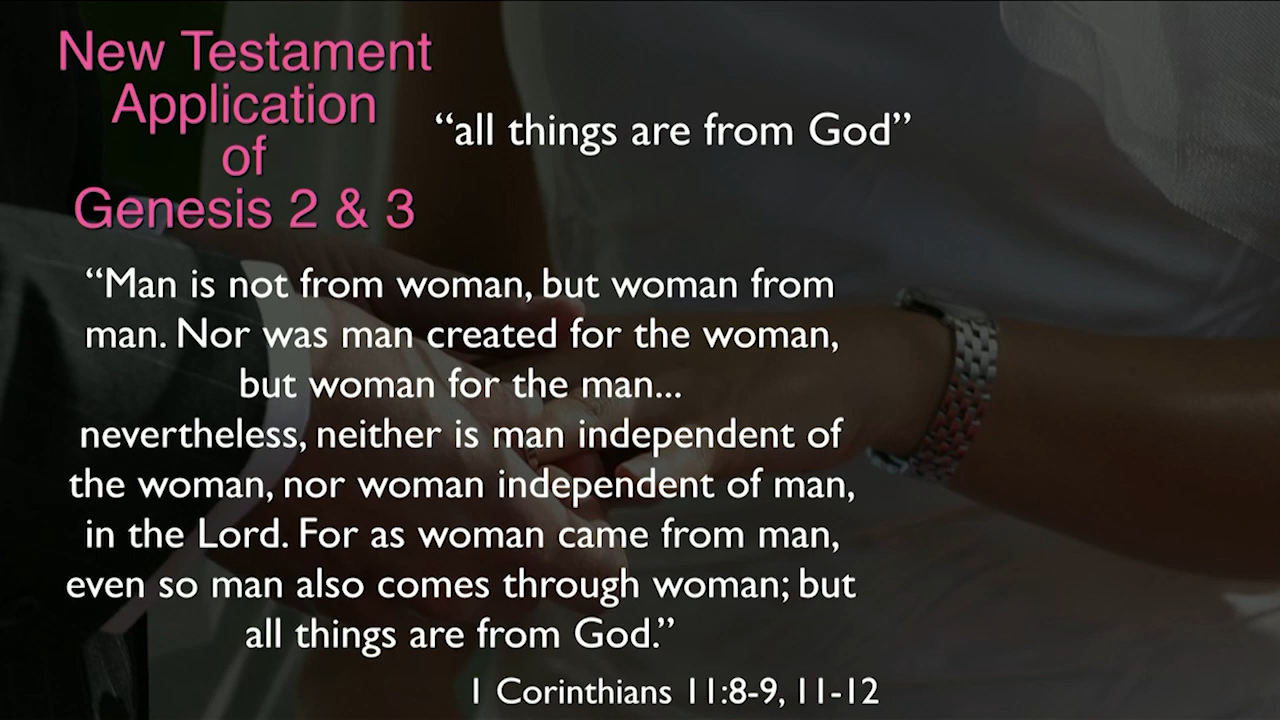 New Testament
Application
of
Genesis 2 & 3
“all things are from God”
“Man is not from woman, but woman from
man. Nor was man created for the woman,
but woman for the man...
nevertheless, neither is man independent of
the woman, nor woman independent of man,
in the Lord. For as woman came from man,
even so man also comes through woman; but
all things are from God.”
1 Corinthians 11:8-9, 11-12